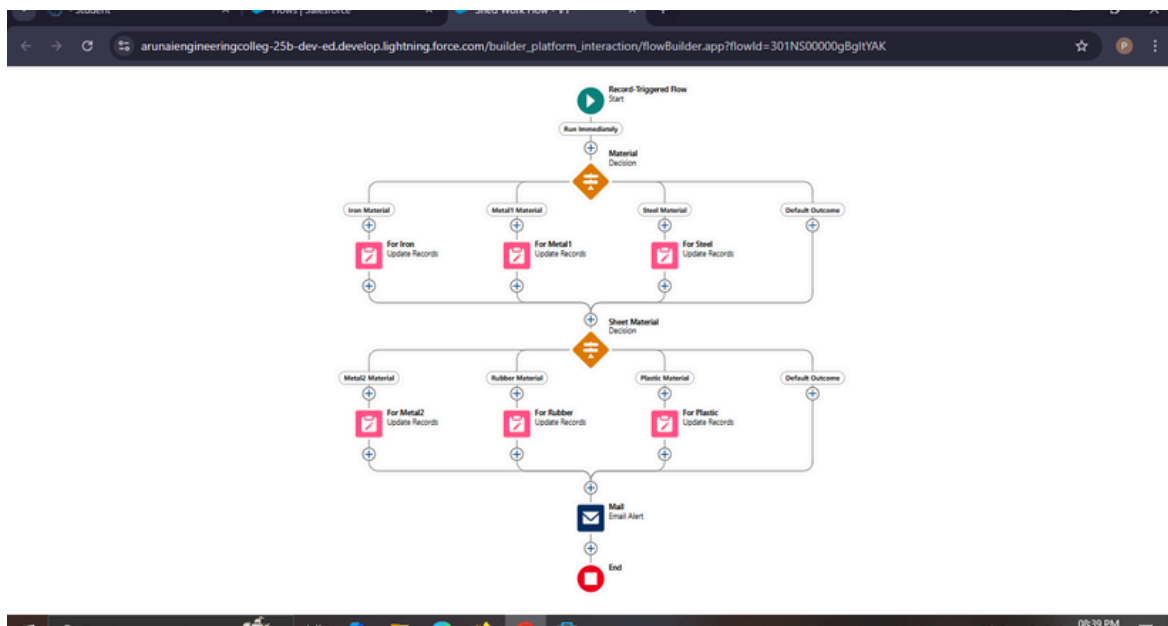 Student
Flows | Salesforce
Shed Work Flow - V1
arunaiengineeringcolleg-25b-dev-ed.develop.lightning.force.com/builder_platform_interaction/flowBuilder.app?flowId=301NS00000gBgltYAK
P
Record-Triggered Flow
Start
Run Immediately
Material
Decision
Iron Material
Metal1 Material
Steel Material
Default Outcome
For Iron
Update Records
For Metal1
Update Records
For Steel
Update Records
Sheet Material
Decision
Metal2 Material
Rubber Material
Plastic Material
Default Outcome
For Metal2
Update Records
For Rubber
Update Records
For Plastic
Update Records
Mail
Email Alert
End
08:39 PM